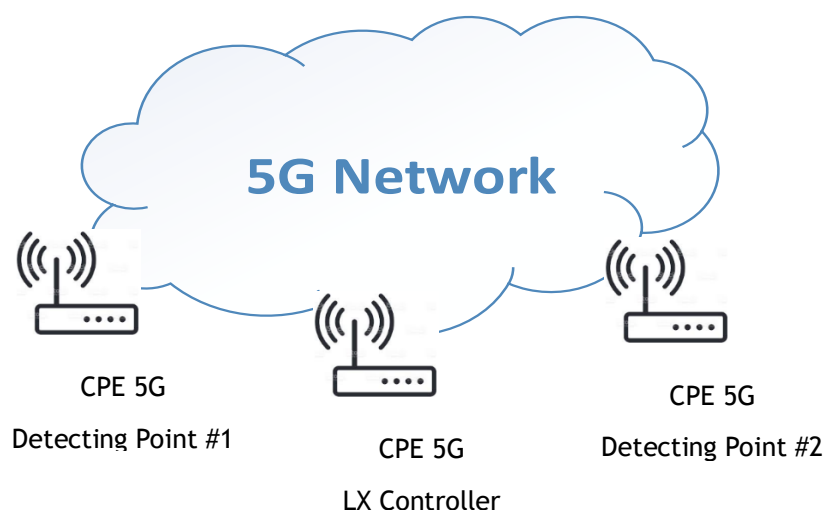 5G Network
CPE 5G
Detecting Point #1
CPE 5G
LX Controller
CPE 5G
Detecting Point #2